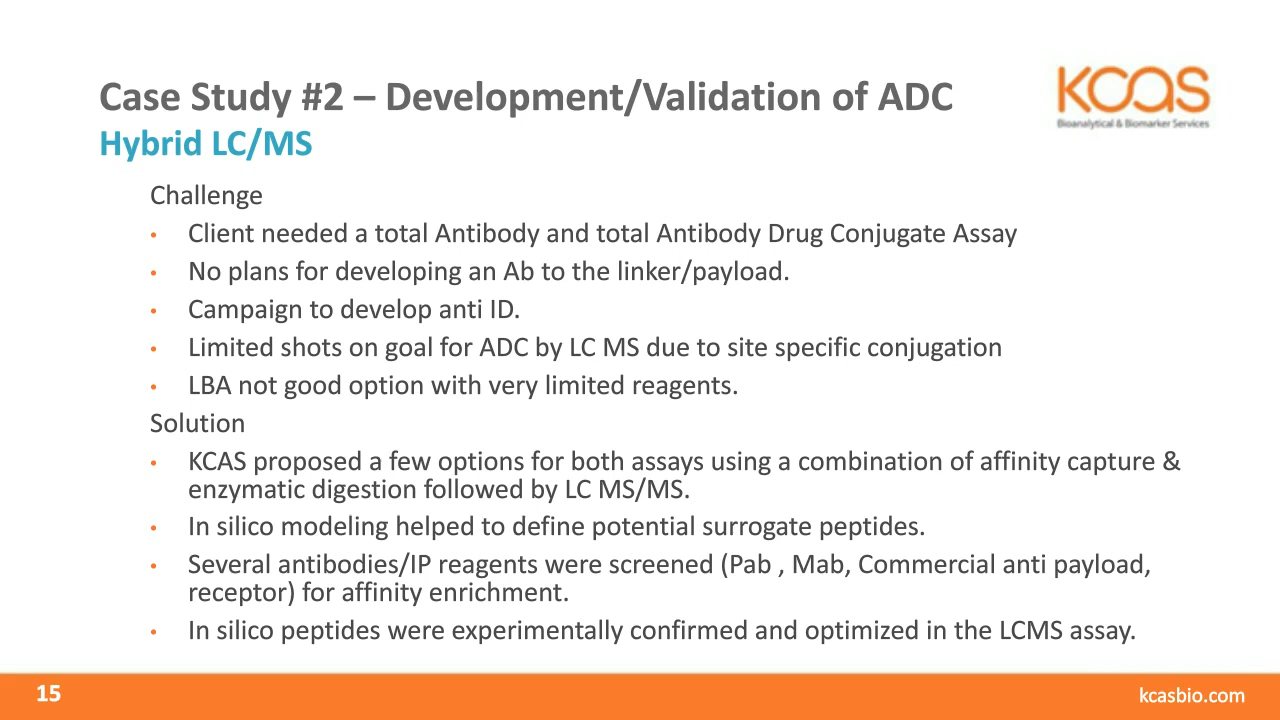 Case Study #2 – Development/Validation of ADC
KCAS
Bioanalytical & Biomarker Services
Hybrid LC/MS
Challenge
• Client needed a total Antibody and total Antibody Drug Conjugate Assay
• No plans for developing an Ab to the linker/payload.
• Campaign to develop anti ID.
• Limited shots on goal for ADC by LC MS due to site specific conjugation
• LBA not good option with very limited reagents.
Solution
• KCAS proposed a few options for both assays using a combination of affinity capture &
enzymatic digestion followed by LC MS/MS.
• In silico modeling helped to define potential surrogate peptides.
• Several antibodies/IP reagents were screened (Pab , Mab, Commercial anti payload,
receptor) for affinity enrichment.
• In silico peptides were experimentally confirmed and optimized in the LCMS assay.
15
kcasbio.com